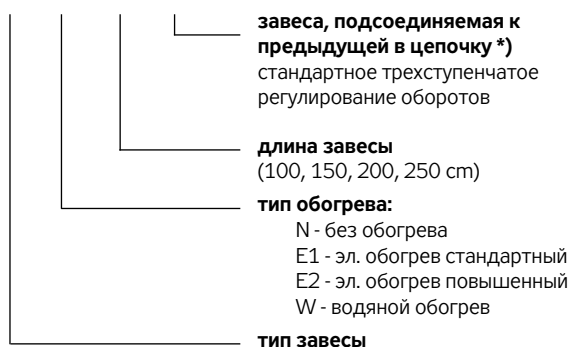 завеса, подсоединяемая к
предыдущей в цепочку *)
стандартное трехступенчатое
регулирование оборотов
длина завесы
(100, 150, 200, 250 cm)
тип обогрева:
N - без обогрева
E1 - эл. обогрев стандартный
E2 - эл. обогрев повышенный
W - водяной обогрев
тип завесы